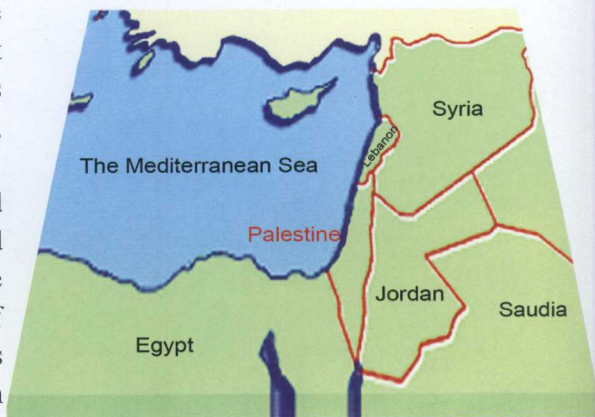 Syria
Lebanon
The Mediterranean Sea
Palestine
Jordan
Saudia
Egypt